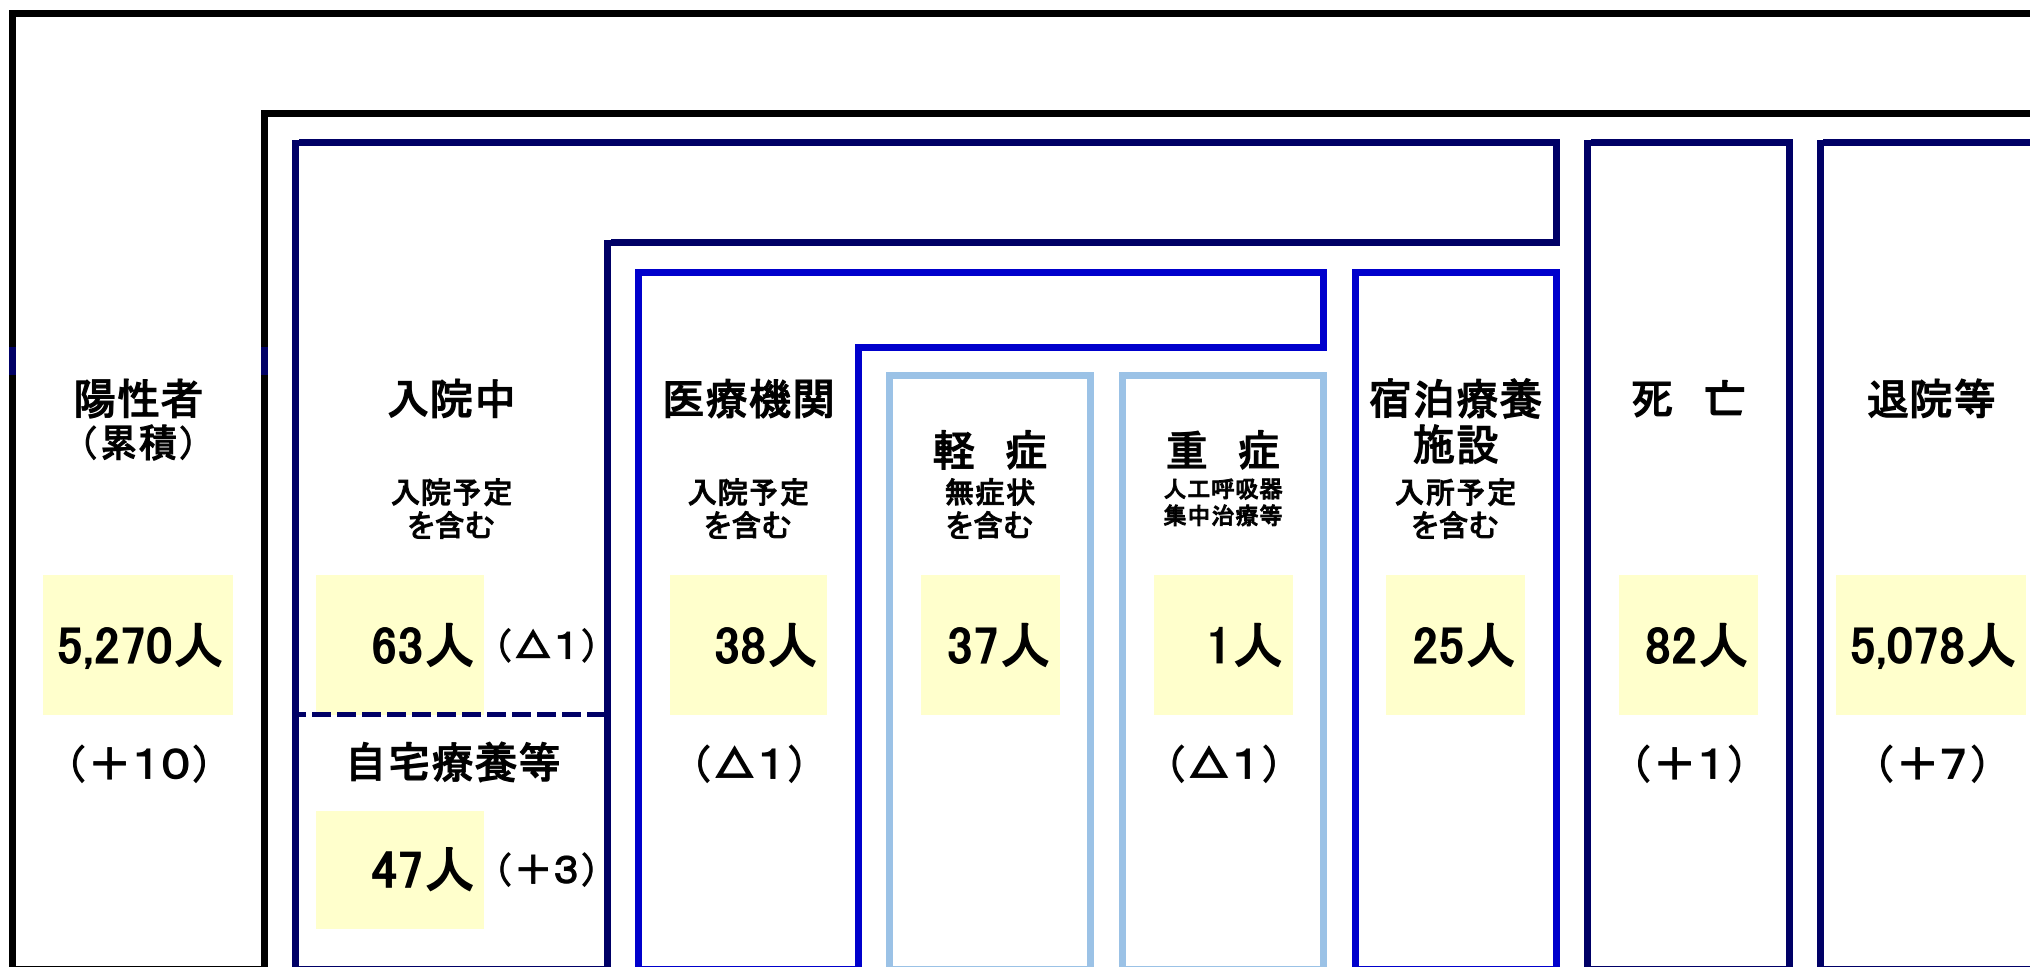 陽性者
（累積）
5,270人
（＋10）
入院中
入院予定
を含む
63人 （△1）
自宅療養等
47人 （＋3）
医療機関
入院予定
を含む
38人
（△1）
軽 症
無症状
を含む
37人
重 症
人工呼吸器
集中治療等
1人
（△1）
宿泊療養
施設
入所予定
を含む
25人
死 亡
82人
（＋1）
退院等
5,078人
（＋7）